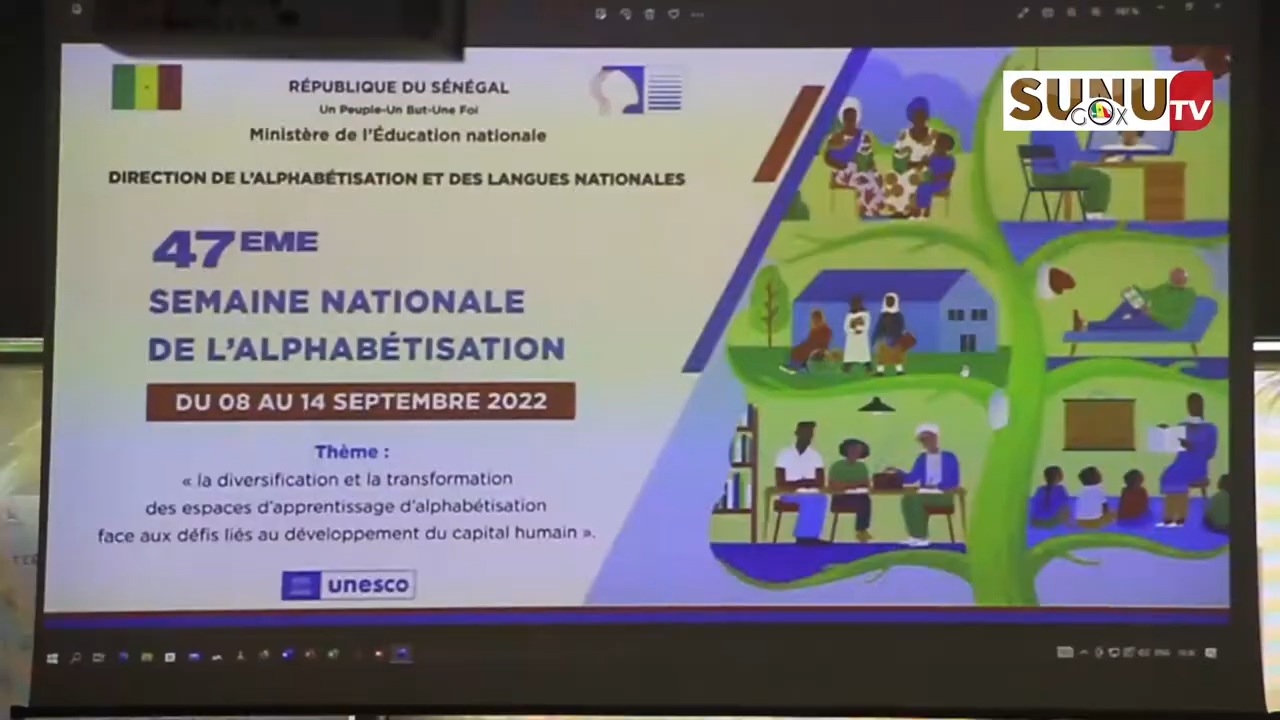 RÉPUBLIQUE DU SÉNÉGAL
Un Peuple-Un But-Une Foi
Ministère de l'Éducation nationale
DIRECTION DE L'ALPHABÉTISATION ET DES LANGUES NATIONALES
47EME
SEMAINE NATIONALE
DE L'ALPHABÉTISATION
DU 08 AU 14 SEPTEMBRE 2022
Thème :
« la diversification et la transformation
des espaces d'apprentissage d'alphabétisation
face aux défis liés au développement du capital humain ».
unesco
SUNU TV
GOX